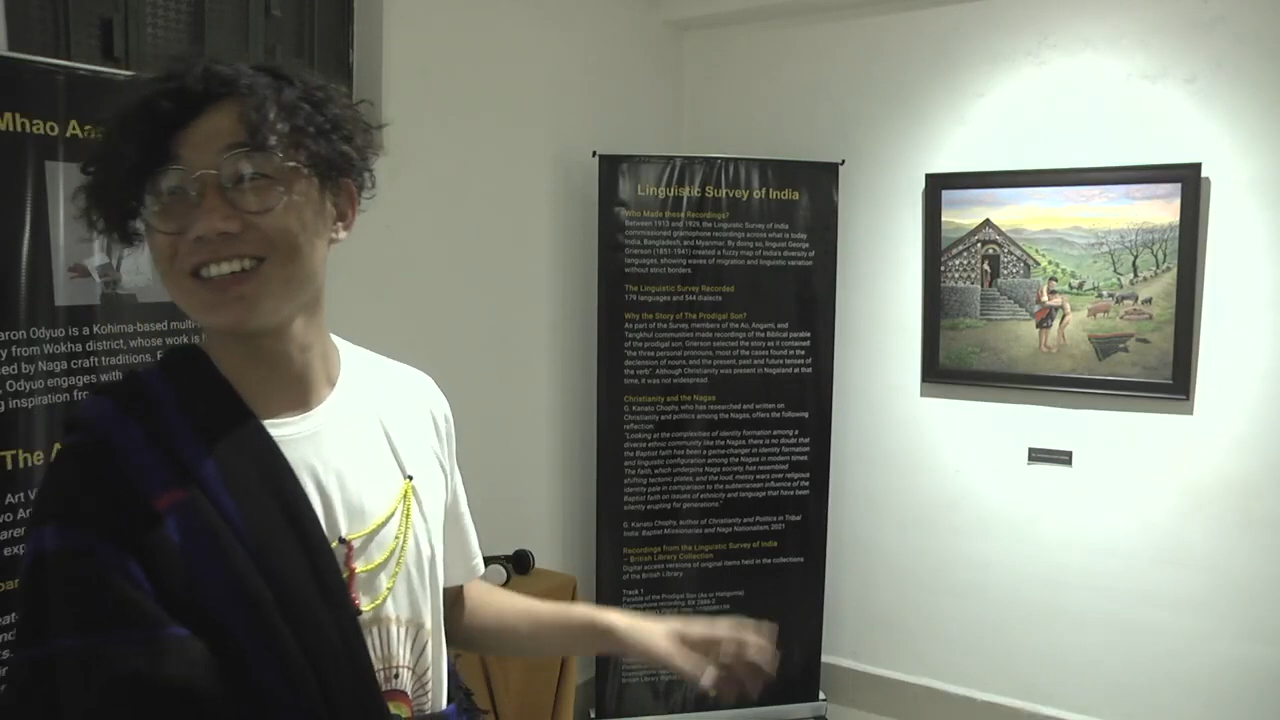 Mhao Aa
aron Odyuo is a Kohima-based multi-
y from Wokha district, whose work is
ed by Naga craft traditions.
Odyuo engages with
g inspiration
The A
Art
wo
exp
Linguistic Survey of India
Who Made these Recordings?
Between 1913 and 1929, the Linguistic Survey of India
commissioned gramophone recordings across what is today
India, Bangladesh, and Myanmar. By doing so, linguist George
Grierson (1851-1941) created a fuzzy map of India's diversity of
languages, showing waves of migration and linguistic variation
without strict borders.
The Linguistic Survey Recorded
179 languages and 544 dialects
Why the Story of The Prodigal Son?
As part of the Survey, members of the Ao, Angami, and
Tangkhul communities made recordings of the Biblical parable
of the prodigal son. Grierson selected the story as it contained
"the three personal pronouns, most of the cases found in the
declension of nouns, and the present, past and future tenses of
the verb". Although Christianity was present in Nagaland at that
time, it was not widespread.
Christianity and the Nagas
G. Kanato Chophy, who has researched and written on
Christianity and politics among the Nagas, offers the following
reflection:
"Looking at the complexities of identity formation among a
diverse ethnic community like the Nagas, there is no doubt that
the Baptist faith has been a game-changer in identity formation
and linguistic configuration among the Nagas in modern times.
The faith, which underpins Naga society, has resembled
shifting tectonic plates, and the loud, messy wars over religious
identity pale in comparison to the subterranean influence of the
Baptist faith on issues of ethnicity and language that have been
silently erupting for generations."
G. Kanato Chophy, author of Christianity and Politics in Tribal
India: Baptist Missionaries and Naga Nationalism, 2021
Recordings from the Linguistic Survey of India
– British Library Collection
Digital access versions of original items held in the collections
of the British Library.
Track 1
Parable of the Prodigal Son
Gramophone recording
British Library Digital